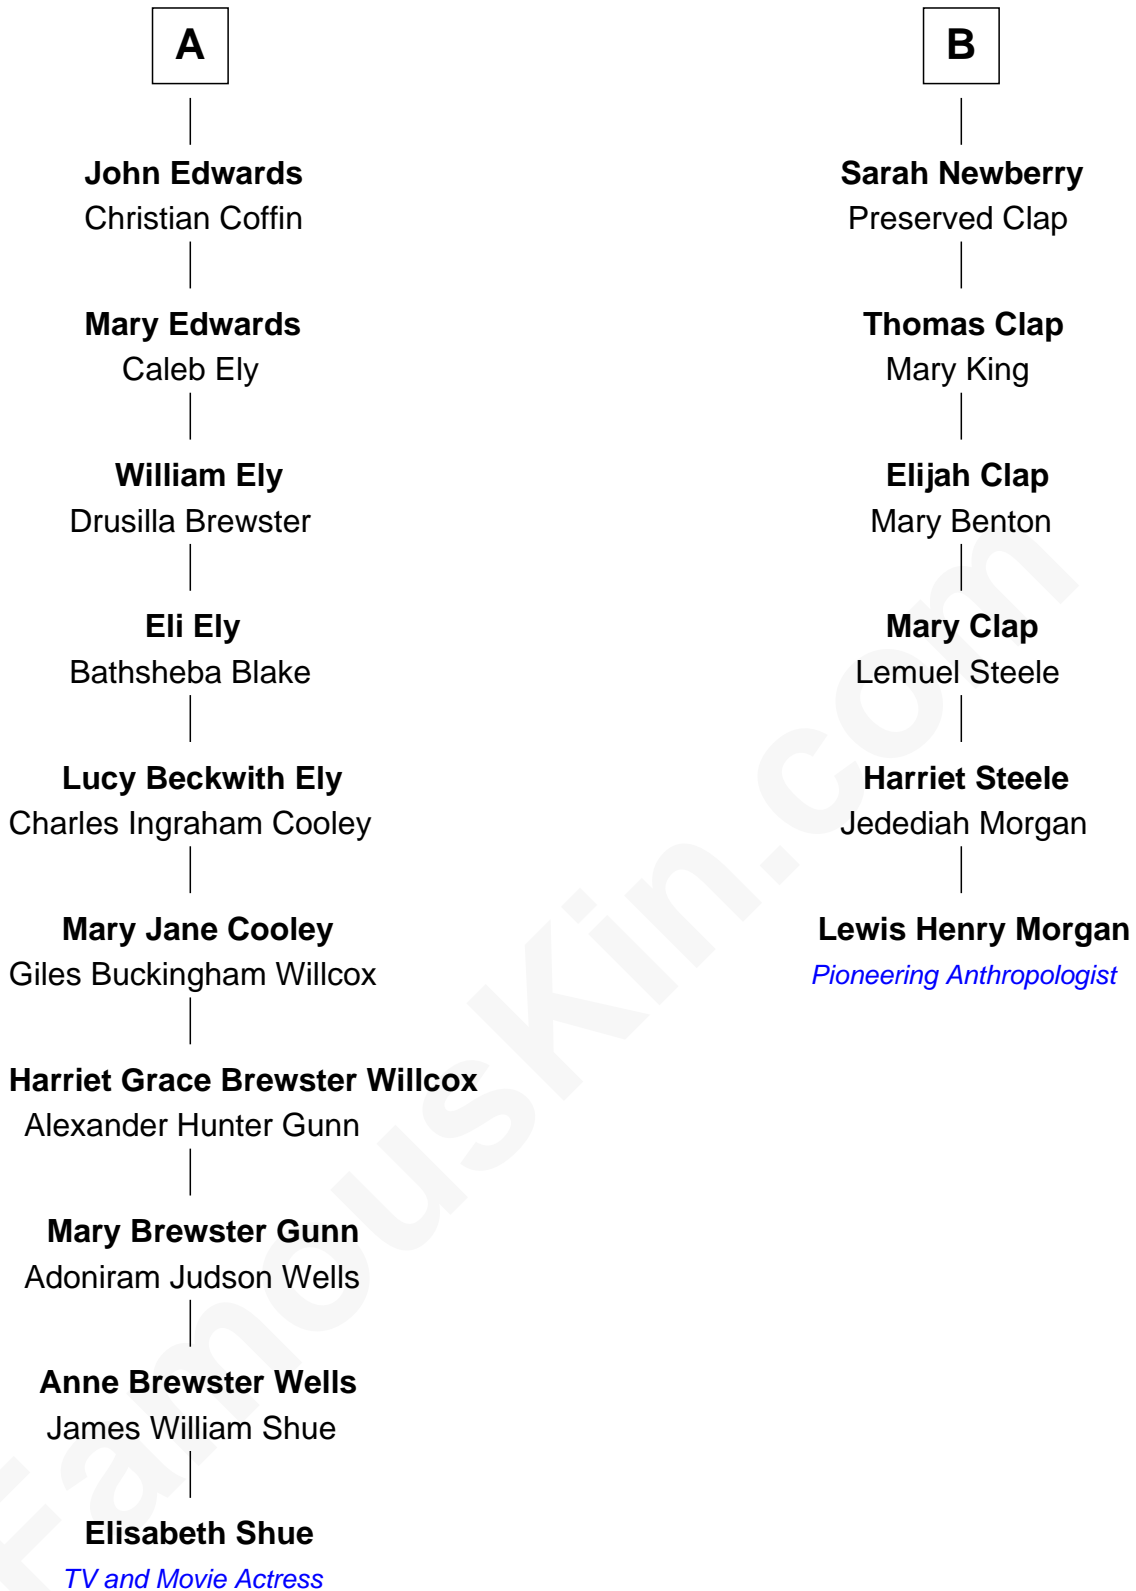 A
John Edwards
Christian Coffin
Mary Edwards
Caleb Ely
William Ely
Drusilla Brewster
Eli Ely
Bathsheba Blake
Lucy Beckwith Ely
Charles Ingraham Cooley
Mary Jane Cooley
Giles Buckingham Willcox
Harriet Grace Brewster Willcox
Alexander Hunter Gunn
Mary Brewster Gunn
Adoniram Judson Wells
Anne Brewster Wells
James William Shue
Elisabeth Shue
TV and Movie Actress
B
Sarah Newberry
Preserved Clap
Thomas Clap
Mary King
Elijah Clap
Mary Benton
Mary Clap
Lemuel Steele
Harriet Steele
Jedediah Morgan
Lewis Henry Morgan
Pioneering Anthropologist
FamousKin.com